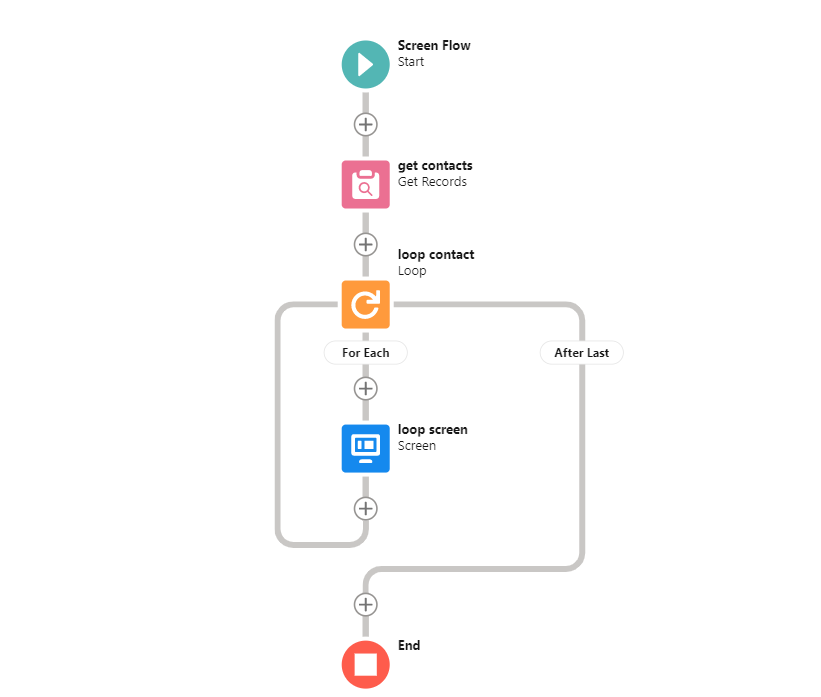 Screen Flow
Start
get contacts
Get Records
loop contact
Loop
For Each
After Last
loop screen
Screen
End